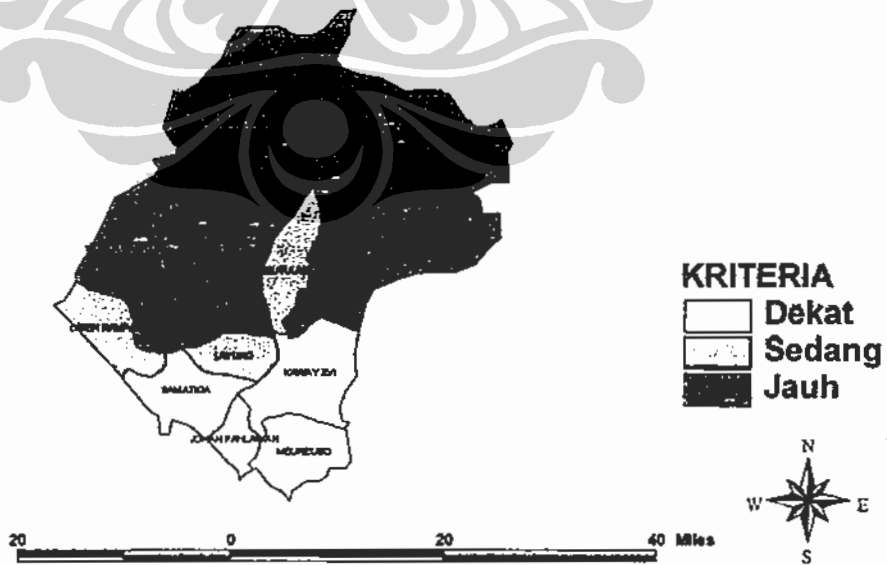 KRITERIA
Dekat
Sedang
Jauh
SAMATIGA
KAWAY XVI
JOHAN PAHLAWAN
MEUREUBO
N
W E
S
20 0 20 40 Miles